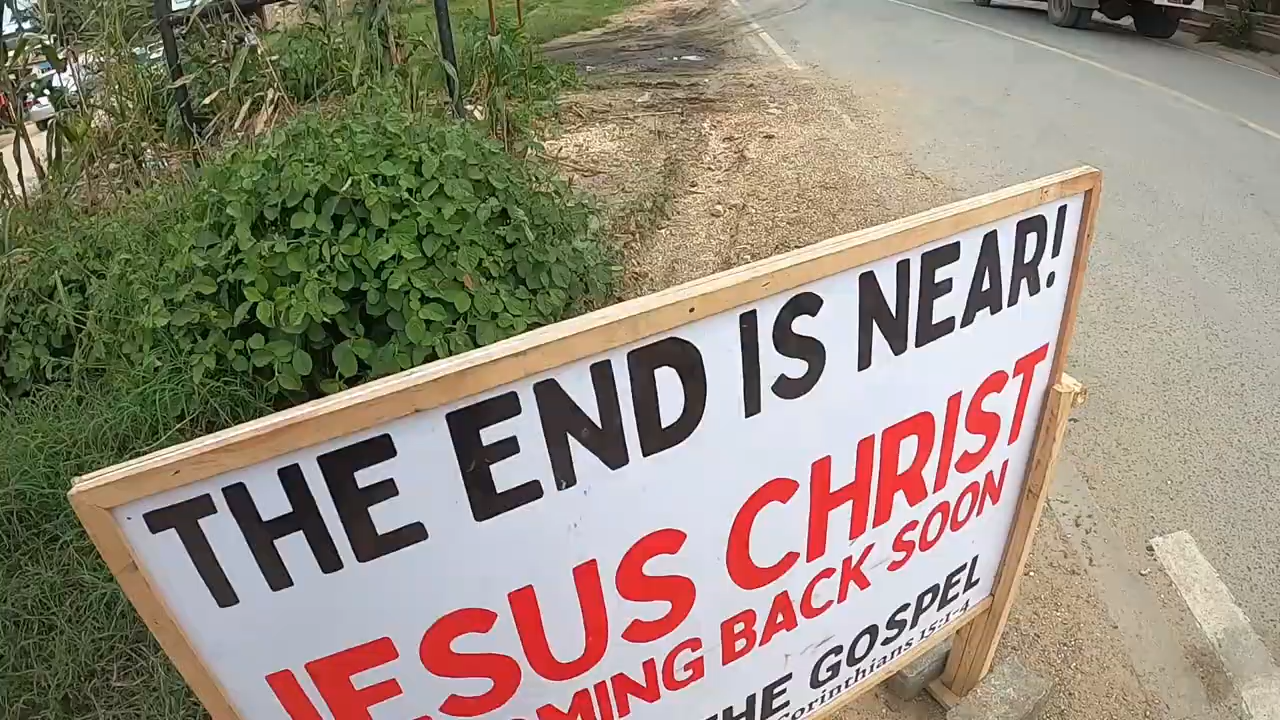 THE END IS NEAR!
JESUS CHRIST
COMING BACK SOON
THE GOSPEL
Corinthians 15:1-4